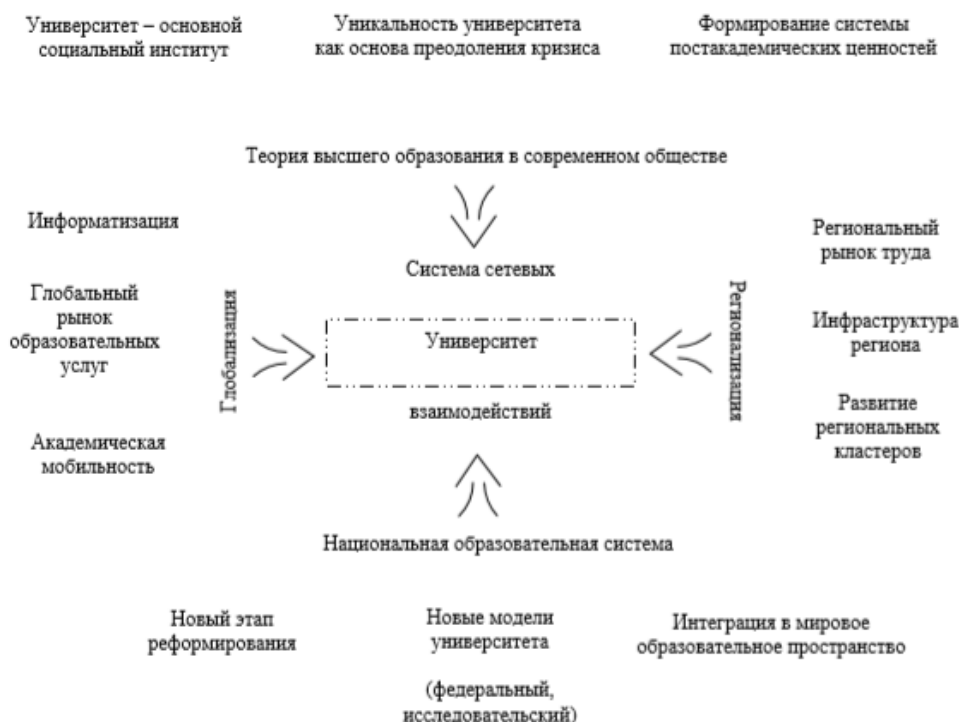 Университет – основной
социальный институт
Уникальность университета
как основа преодоления кризиса
Формирование системы
постакадемических ценностей
Теория высшего образования в современном обществе
Информатизация
Глобальный
рынок
образовательных
услуг
Академическая
мобильность
Глобализация
Система сетевых
Университет
взаимодействий
Регионализация
Региональный
рынок труда
Инфраструктура
региона
Развитие
региональных
кластеров
Национальная образовательная система
Новый этап
реформирования
Новые модели
университета
(федеральный,
исследовательский)
Интеграция в мировое
образовательное пространство